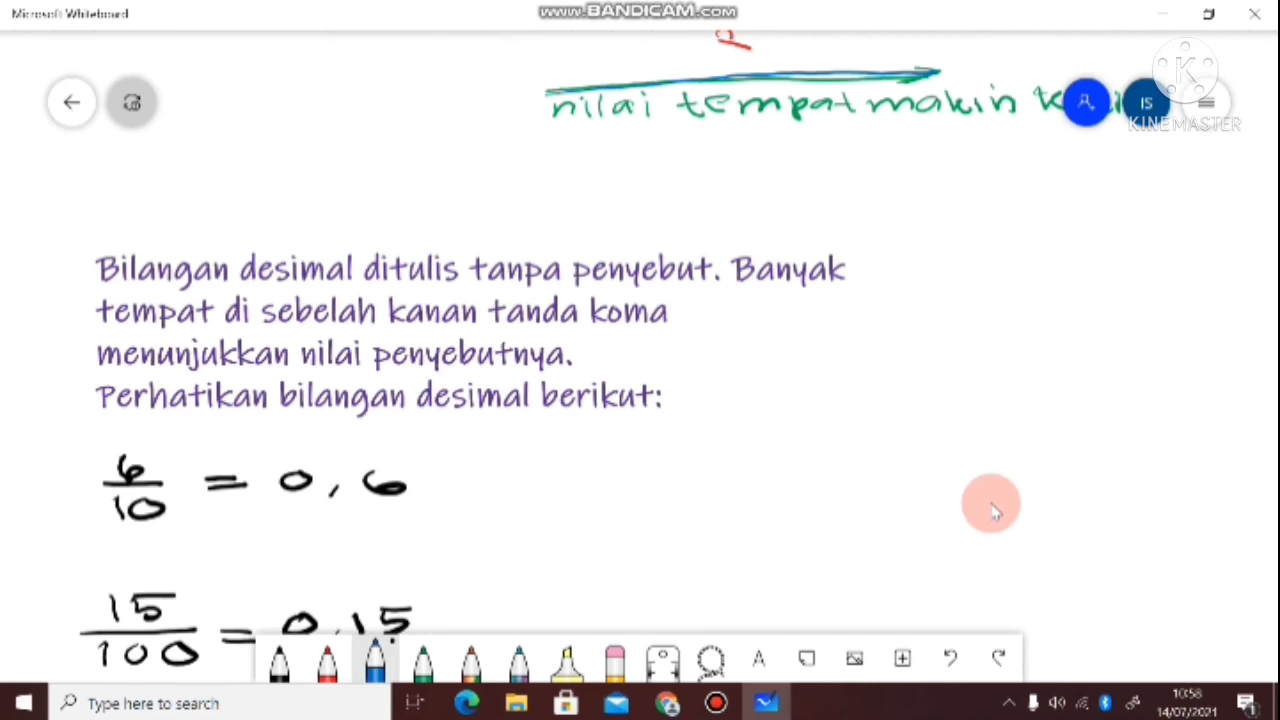 Microsoft Whiteboard
www.BANDICAM.com
nilai tempat makin
IS
K
KINEMASTER
Bilangan desimal ditulis tanpa penyebut. Banyak
tempat di sebelah kanan tanda koma
menunjukkan nilai penyebutnya.
Perhatikan bilangan desimal berikut:
6/10 = 0,6
15/100 = 0,15
A
Type here to search
10:58
14/07/2021
1